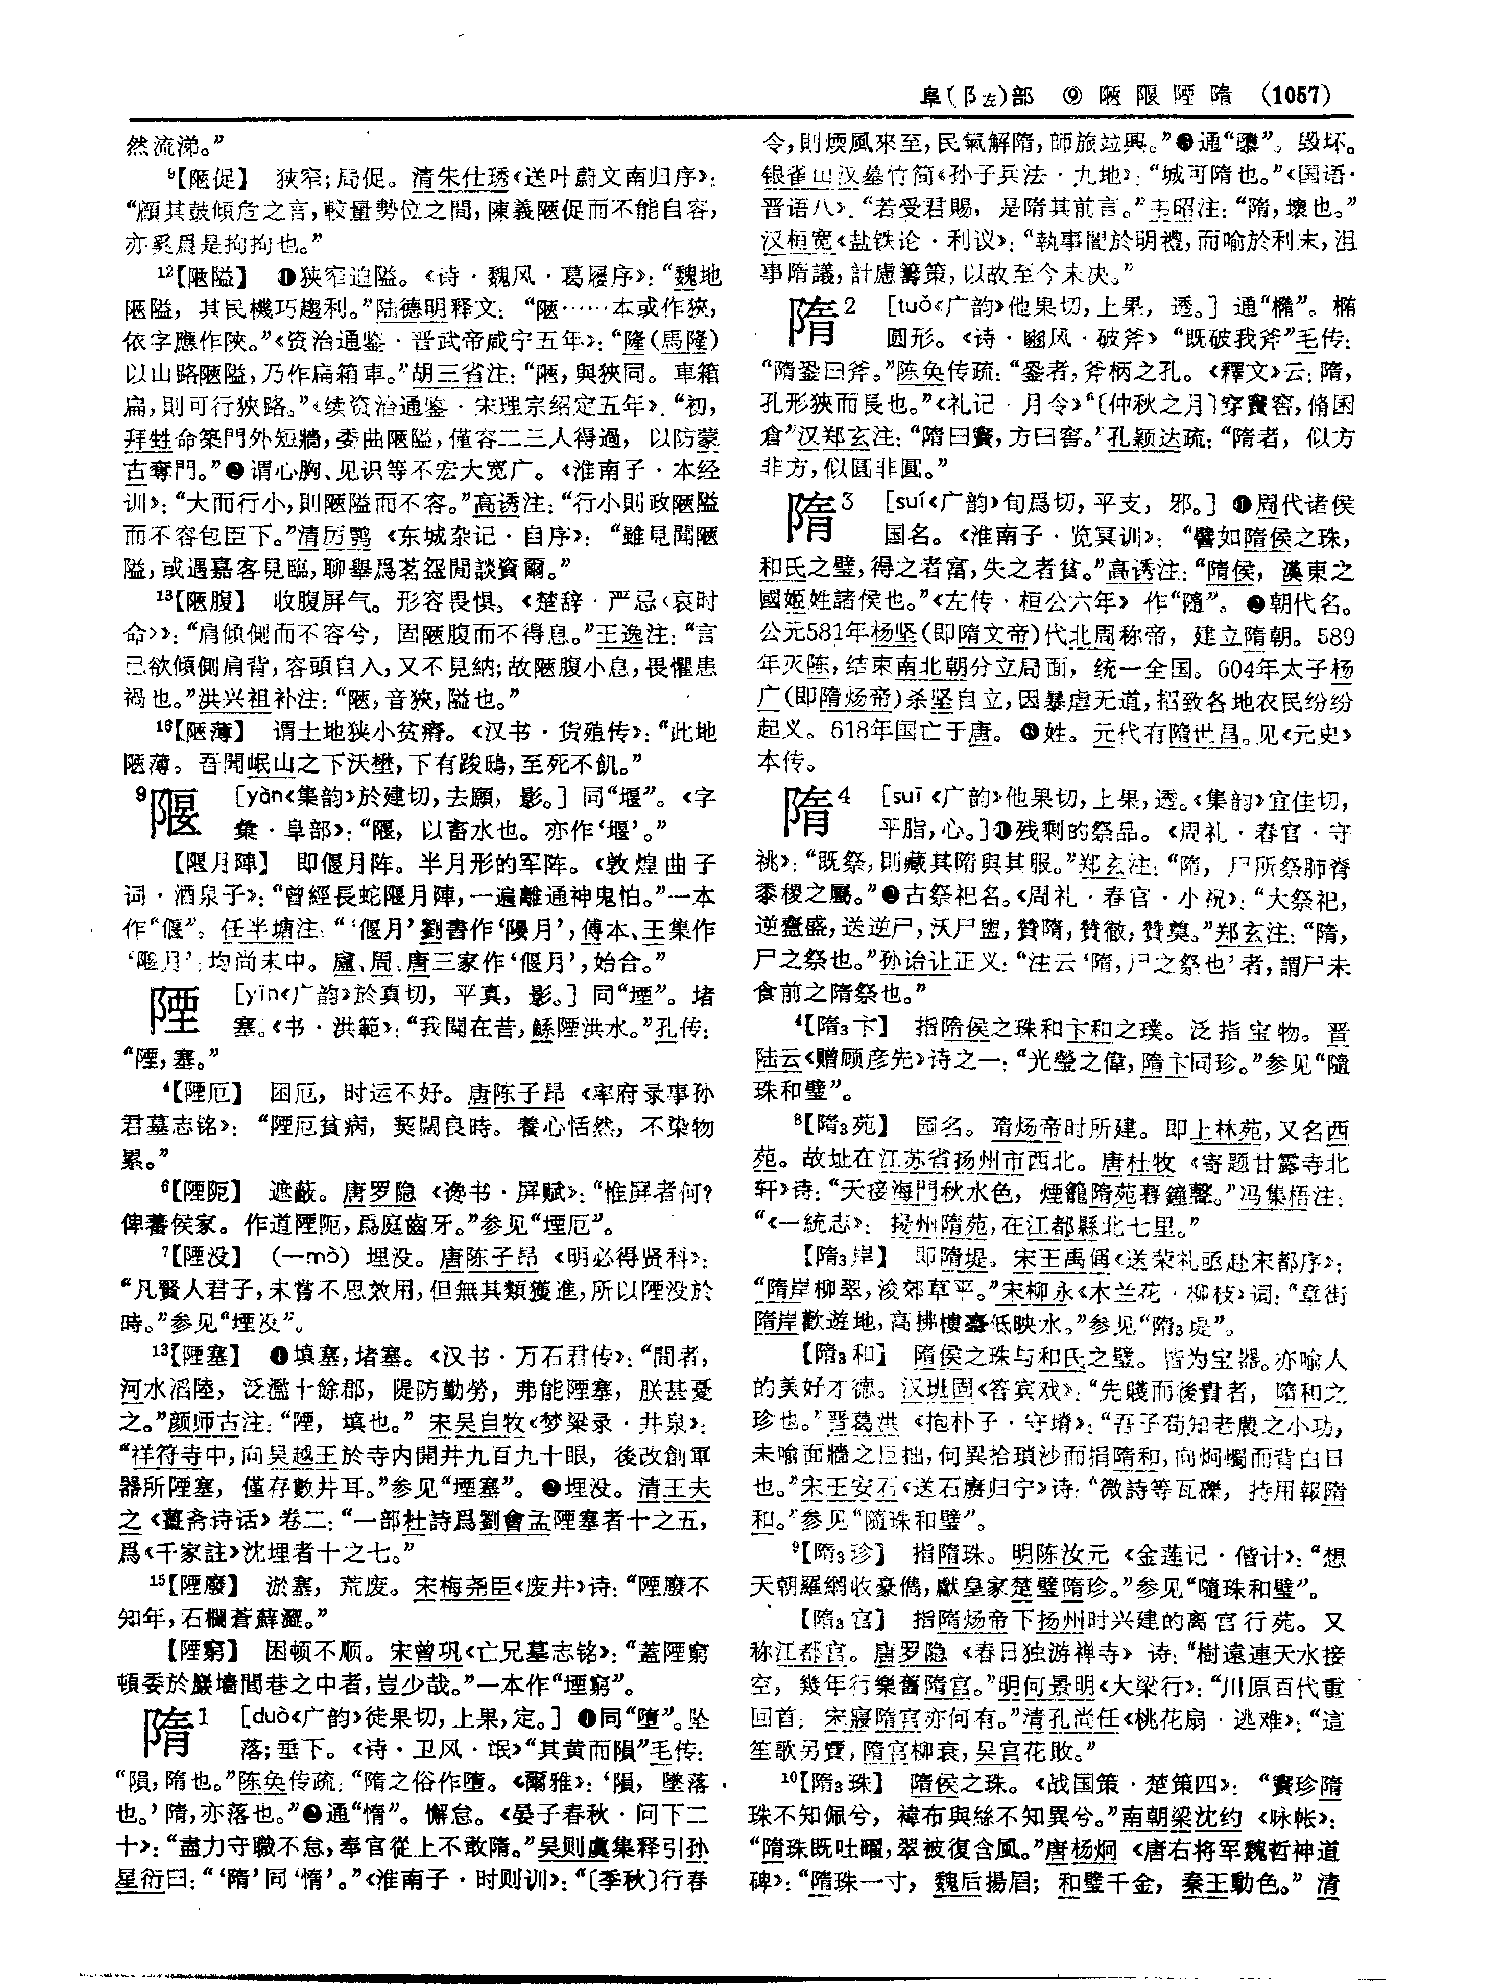 阜(阝左)部　⑨　陿 隁 陻 隋　(1057)
然流涕。”
⁹【陿促】　狭窄;局促。清朱仕琇《送叶蔚文南归序》:
“顧其鼓傾危之言,較量勢位之間,陳義陿促而不能自容,
亦奚爲是拘拘也。”
¹²【陿隘】　❶狭窄迫隘。《诗·魏风·葛屦序》:“魏地
陿隘，其民機巧趨利。”陆德明释文:“陿……本或作狹,
依字應作陜。”《资治通鉴·晋武帝咸宁五年》:“隆(馬隆)
以山路陿隘,乃作扁箱車。”胡三省注:“陿,與狹同。車箱
扁,則可行狹路。”《续资治通鉴·宋理宗绍定五年》:“初,
拜甡命築門外短牆,委曲陿隘,僅容二三人得過，以防蒙
古奪門。”❷谓心胸、见识等不宏大宽广。《淮南子·本经
训》:“大而行小,則陿隘而不容。”高诱注:“行小則政陿隘
而不容包臣下。”清厉鹗《东城杂记·自序》:“雖見聞陿
隘,或遇嘉客見臨,聊舉爲茗盌閒談資爾。”
¹³【陿腹】　收腹屏气。形容畏惧。《楚辞·严忌〈哀时
命〉》:“肩傾側而不容兮，固陿腹而不得息。”王逸注:“言
己欲傾側肩背,容頭自入,又不見納;故陿腹小息,畏懼患
禍也。”洪兴祖补注:“陿,音狹,隘也。”
¹⁶【陿薄】　谓土地狭小贫瘠。《汉书·货殖传》:“此地
陿薄。吾聞岷山之下沃壄,下有踆鴟,至死不飢。”
⁹隁　[yàn《集韵》於建切,去願，影。]同“堰”。《字
彙·阜部》:“隁，以畜水也。亦作‘堰’。”
【隁月陣】　即偃月阵。半月形的军阵。《敦煌曲子
词·酒泉子》:“曾經長蛇隁月陣,一遍離通神鬼怕。”一本
作“偃”。任半塘注:“‘偃月’劉書作‘隁月’,傅本、王集作
‘匽月’,均尚未中。盧、周、唐三家作‘偃月’,始合。”
陻　[yīn《广韵》於真切，平真，影。]同“堙”。堵
塞。《书·洪範》:“我聞在昔,鲧陻洪水。”孔传:
“陻,塞。”
⁴【陻厄】　困厄，时运不好。唐陈子昂《率府录事孙
君墓志铭》:“陻厄貧病，契闊良時。養心恬然，不染物
累。”
⁶【陻阨】　遮蔽。唐罗隐《谗书·屏赋》:“惟屏者何?
俾蕃侯家。作道陻阨,爲庭齒牙。”参见“堙厄”。
⁷【陻没】　(—mò)　埋没。唐陈子昂《明必得贤科》:
“凡賢人君子,未嘗不思效用,但無其類獲進,所以陻没於
時。”参见“堙没”。
¹³【陻塞】　❶填塞,堵塞。《汉书·万石君传》:“間者,
河水滔陸，泛濫十餘郡，隄防勤勞，弗能陻塞，朕甚憂
之。”颜师古注:“陻，填也。”宋吴自牧《梦粱录·井泉》:
“祥符寺中,向吴越王於寺内開井九百九十眼，後改創軍
器所陻塞，僅存數井耳。”参见“堙塞”。❷埋没。清王夫
之《薑斋诗话》卷二:“一部杜詩爲劉會孟陻塞者十之五,
爲《千家註》沈埋者十之七。”
¹⁵【陻廢】　淤塞，荒废。宋梅尧臣《废井》诗:“陻廢不
知年,石欄蒼蘚澀。”
【陻窮】　困顿不顺。宋曾巩《亡兄墓志铭》:“蓋陻窮
頓委於巖墻閭巷之中者,豈少哉。”一本作“堙窮”。
隋¹　[duò《广韵》徒果切,上果,定。]❶同“墮”。坠
落;垂下。《诗·卫风·氓》“其黄而隕”毛传:
“隕,隋也。”陈奂传疏:“隋之俗作墮。《爾雅》:‘隕，墜落
也。’隋,亦落也。”❷通“惰”。懈怠。《晏子春秋·问下二
十》:“盡力守職不怠,奉官從上不敢隋。”吴则虞集释引孙
星衍曰:“‘隋’同‘惰’。”《淮南子·时则训》:“〔季秋〕行春
令,則煗風來至,民氣解隋,師旅竝興。”❸通“隳”。毁坏。
银雀山汉墓竹简《孙子兵法·九地》:“城可隋也。”《国语·
晋语八》:“若受君賜，是隋其前言。”韦昭注:“隋,壞也。”
汉桓宽《盐铁论·利议》:“執事闇於明禮,而喻於利末,沮
事隋議,計慮籌策,以故至今未决。”
隋²　[tuǒ《广韵》他果切,上果，透。]通“橢”。椭
圆形。《诗·豳风·破斧》“既破我斧”毛传:
“隋銎曰斧。”陈奂传疏:“銎者,斧柄之孔。《釋文》云:隋,
孔形狹而長也。”《礼记·月令》“〔仲秋之月〕穿竇窖,脩囷
倉”汉郑玄注:“隋曰竇,方曰窖。”孔颖达疏:“隋者，似方
非方,似圓非圓。”
隋³　[suí《广韵》旬爲切,平支，邪。]❶周代诸侯
国名。《淮南子·览冥训》:“譬如隋侯之珠,
和氏之璧,得之者富,失之者貧。”高诱注:“隋侯，漢東之
國姬姓諸侯也。”《左传·桓公六年》作“隨”。❷朝代名。
公元581年杨坚(即隋文帝)代北周称帝，建立隋朝。589
年灭陈,结束南北朝分立局面，统一全国。604年太子杨
广(即隋炀帝)杀坚自立,因暴虐无道,招致各地农民纷纷
起义。618年国亡于唐。❸姓。元代有隋世昌。见《元史》
本传。
隋⁴　[suī《广韵》他果切,上果,透。《集韵》宣佳切,
平脂,心。]❶残剩的祭品。《周礼·春官·守
祧》:“既祭,則藏其隋與其服。”郑玄注:“隋，尸所祭肺脊
黍稷之屬。”❷古祭祀名。《周礼·春官·小祝》:“大祭祀,
逆齍盛,送逆尸,沃尸盥,贊隋,贊徹,贊奠。”郑玄注:“隋,
尸之祭也。”孙诒让正义:“注云‘隋,尸之祭也’者,謂尸未
食前之隋祭也。”
⁴【隋₃卞】　指隋侯之珠和卞和之璞。泛指宝物。晋
陆云《赠顾彦先》诗之一:“光瑩之偉,隋卞同珍。”参见“隨
珠和璧”。
⁸【隋₃苑】　园名。隋炀帝时所建。即上林苑,又名西
苑。故址在江苏省扬州市西北。唐杜牧《寄题甘露寺北
轩》诗:“天接海門秋水色，煙籠隋苑暮鐘聲。”冯集梧注:
“《一統志》:揚州隋苑,在江都縣北七里。”
【隋₃岸】　即隋堤。宋王禹偁《送荣礼丞赴宋都序》:
“隋岸柳翠,浚郊草平。”宋柳永《木兰花·柳枝》词:“章街
隋岸歡遊地,高拂樓臺低映水。”参见“隋₃堤”。
【隋₃和】　隋侯之珠与和氏之璧。皆为宝器。亦喻人
的美好才德。汉班固《答宾戏》:“先賤而後貴者，隋和之
珍也。”晋葛洪《抱朴子·守塉》:“吾子苟知老農之小功,
未喻面牆之巨拙,何異拾瑣沙而捐隋和,向炯燭而背白日
也。”宋王安石《送石赓归宁》诗:“微詩等瓦礫，持用報隋
和。”参见“隨珠和璧”。
⁹【隋₃珍】　指隋珠。明陈汝元《金莲记·偕计》:“想
天朝羅網收豪儁,獻皇家楚璧隋珍。”参见“隨珠和璧”。
【隋₃宫】　指隋炀帝下扬州时兴建的离宫行苑。又
称江都宫。唐罗隐《春日独游禅寺》诗:“樹遠連天水接
空，幾年行樂舊隋宫。”明何景明《大梁行》:“川原百代重
回首，宋寢隋宫亦何有。”清孔尚任《桃花扇·逃难》:“這
笙歌另賣,隋宫柳衰,吴宫花敗。”
¹⁰【隋₃珠】　隋侯之珠。《战国策·楚策四》:“寶珍隋
珠不知佩兮，褘布與絲不知異兮。”南朝梁沈约《咏帐》:
“隋珠既吐曜,翠被復含風。”唐杨炯《唐右将军魏哲神道
碑》:“隋珠一寸，魏后揚眉；和璧千金，秦王動色。”清